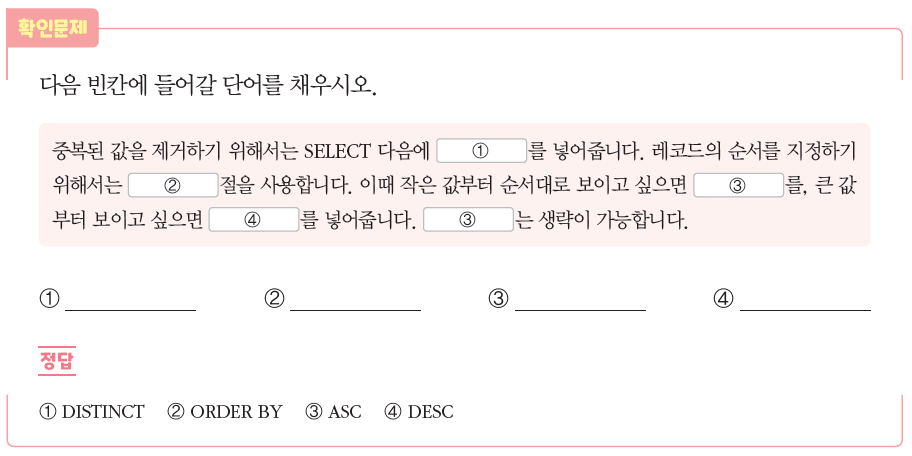 확인문제
다음 빈칸에 들어갈 단어를 채우시오.
중복된 값을 제거하기 위해서는 SELECT 다음에 ① 를 넣어줍니다. 레코드의 순서를 지정하기
위해서는 ② 절을 사용합니다. 이때 작은 값부터 순서대로 보이고 싶으면 ③ 를, 큰 값
부터 보이고 싶으면 ④ 를 넣어줍니다. ③ 는 생략이 가능합니다.
① ② ③ ④
정답
① DISTINCT ② ORDER BY ③ ASC ④ DESC